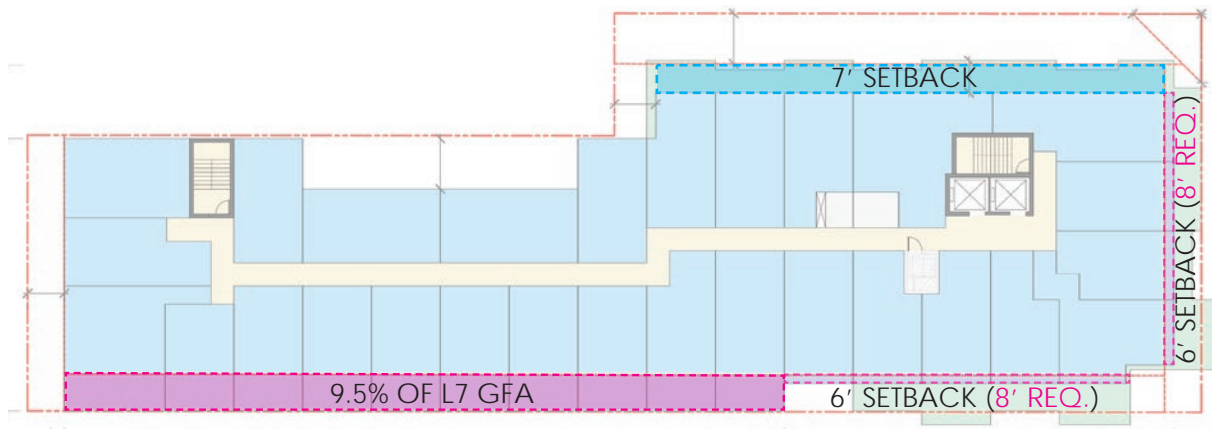 7' SETBACK
6' SETBACK (8' REQ.)
9.5% OF L7 GFA
6' SETBACK (8' REQ.)